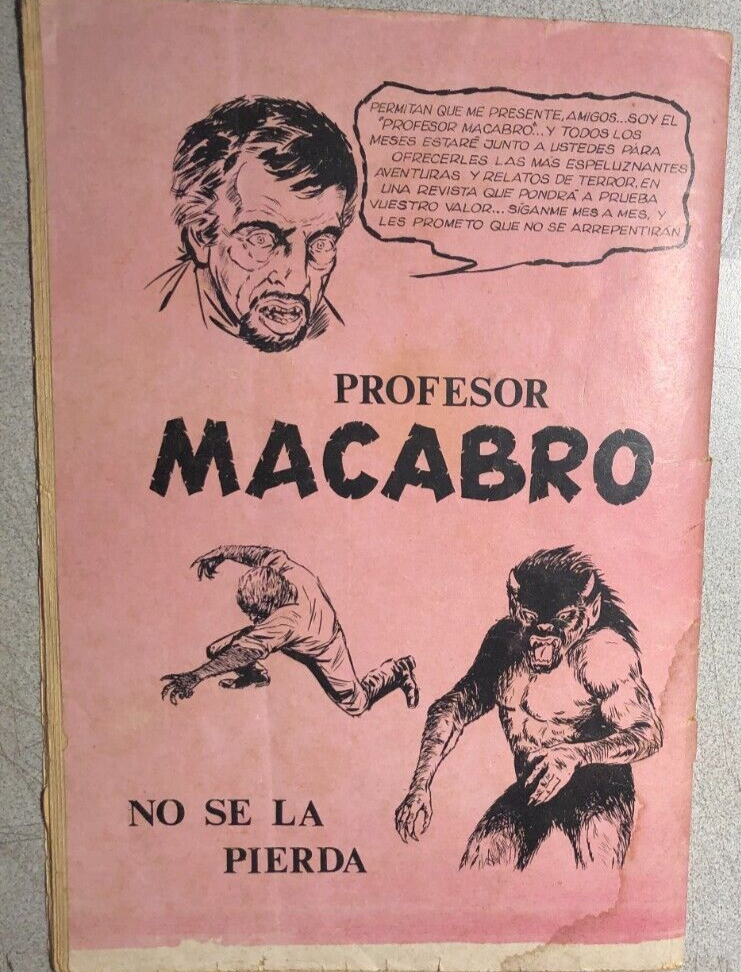 PERMITAN QUE ME PRESENTE, AMIGOS...SOY EL
"PROFESOR MACABRO"...Y TODOS LOS
MESES ESTARÉ JUNTO A USTEDES PARA
OFRECERLES LAS MÁS ESPELUZNANTES
AVENTURAS Y RELATOS DE TERROR, EN
UNA REVISTA QUE PONDRÁ A PRUEBA
VUESTRO VALOR... SÍGANME MES A MES, Y
LES PROMETO QUE NO SE ARREPENTIRÁN
PROFESOR
MACABRO
NO SE LA
PIERDA